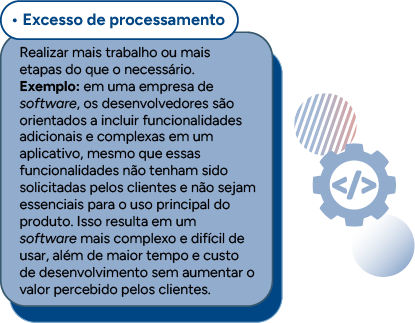 • Excesso de processamento
Realizar mais trabalho ou mais
etapas do que o necessário.
Exemplo: em uma empresa de
software, os desenvolvedores são
orientados a incluir funcionalidades
adicionais e complexas em um
aplicativo, mesmo que essas
funcionalidades não tenham sido
solicitadas pelos clientes e não sejam
essenciais para o uso principal do
produto. Isso resulta em um
software mais complexo e difícil de
usar, além de maior tempo e custo
de desenvolvimento sem aumentar o
valor percebido pelos clientes.